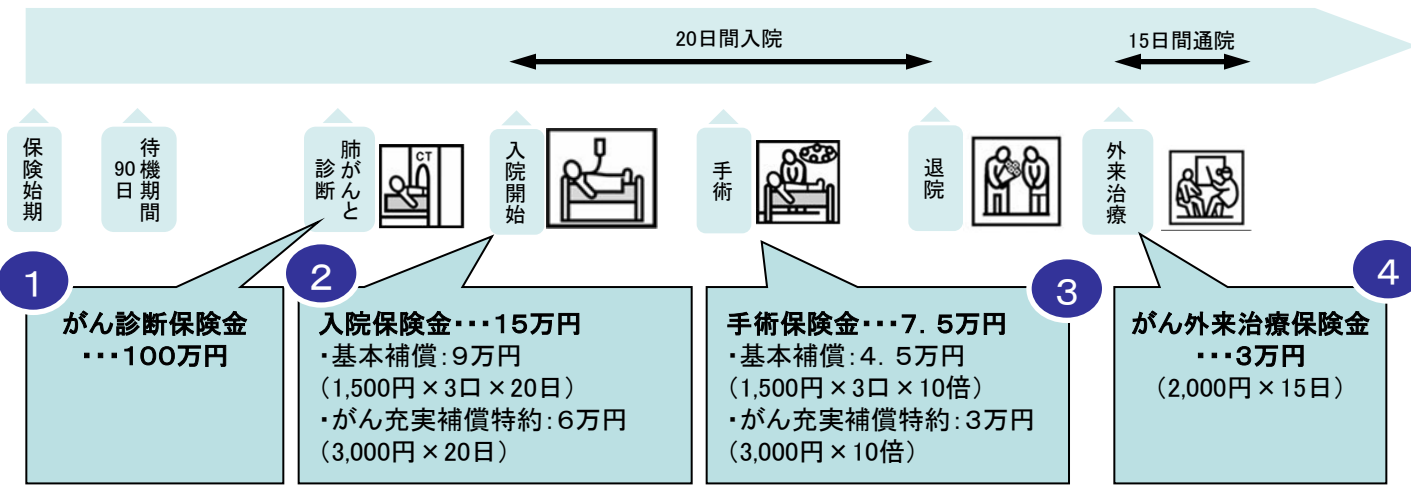 20日間入院
15日間通院
保険始期
待機期間
90日
肺がんと
診断
CT
入院開始
手術
退院
外来治療
1
がん診断保険金
・・・100万円
2
入院保険金・・・15万円
・基本補償：9万円
（1,500円×3口×20日）
・がん充実補償特約：6万円
（3,000円×20日）
3
手術保険金・・・7．5万円
・基本補償：4．5万円
（1,500円×3口×10倍）
・がん充実補償特約：3万円
（3,000円×10倍）
4
がん外来治療保険金
・・・3万円
（2,000円×15日）